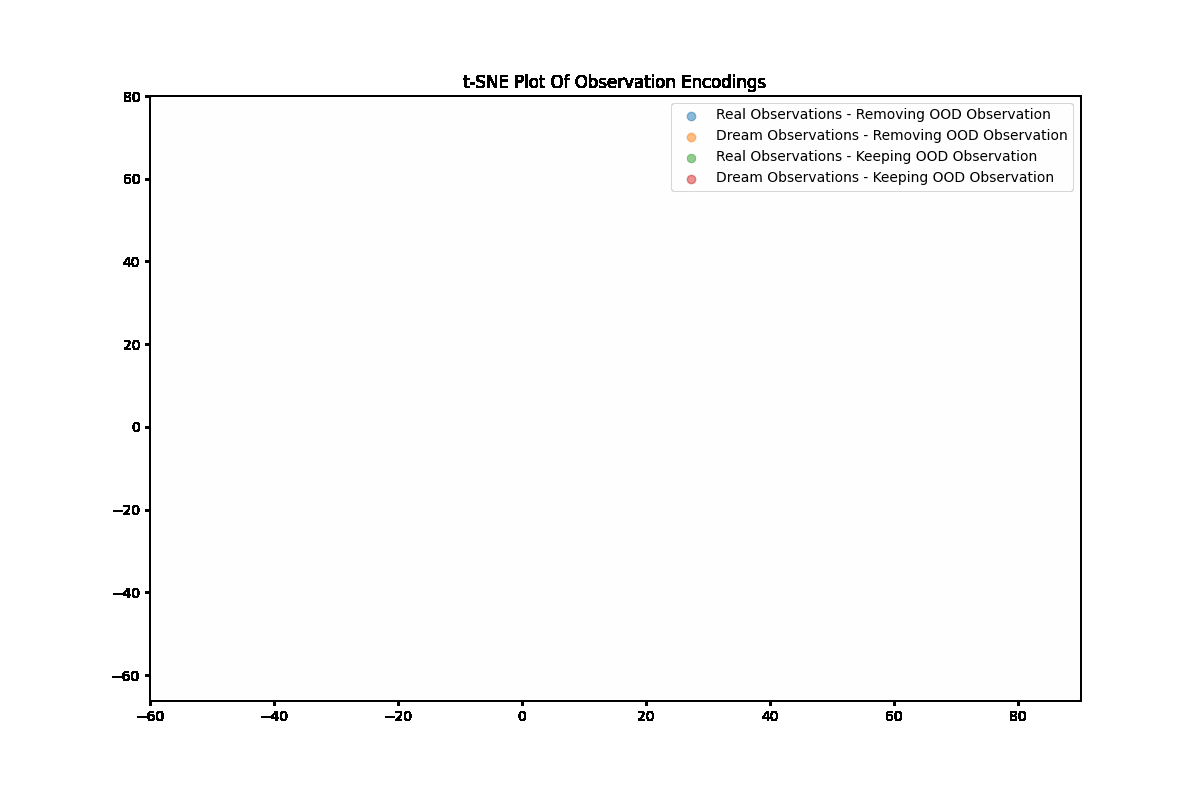 t-SNE Plot Of Observation Encodings
80
Real Observations - Removing OOD Observation
Dream Observations - Removing OOD Observation
Real Observations - Keeping OOD Observation
Dream Observations - Keeping OOD Observation
60
40
20
0
−20
−40
−60
−60 −40 −20 0 20 40 60 80